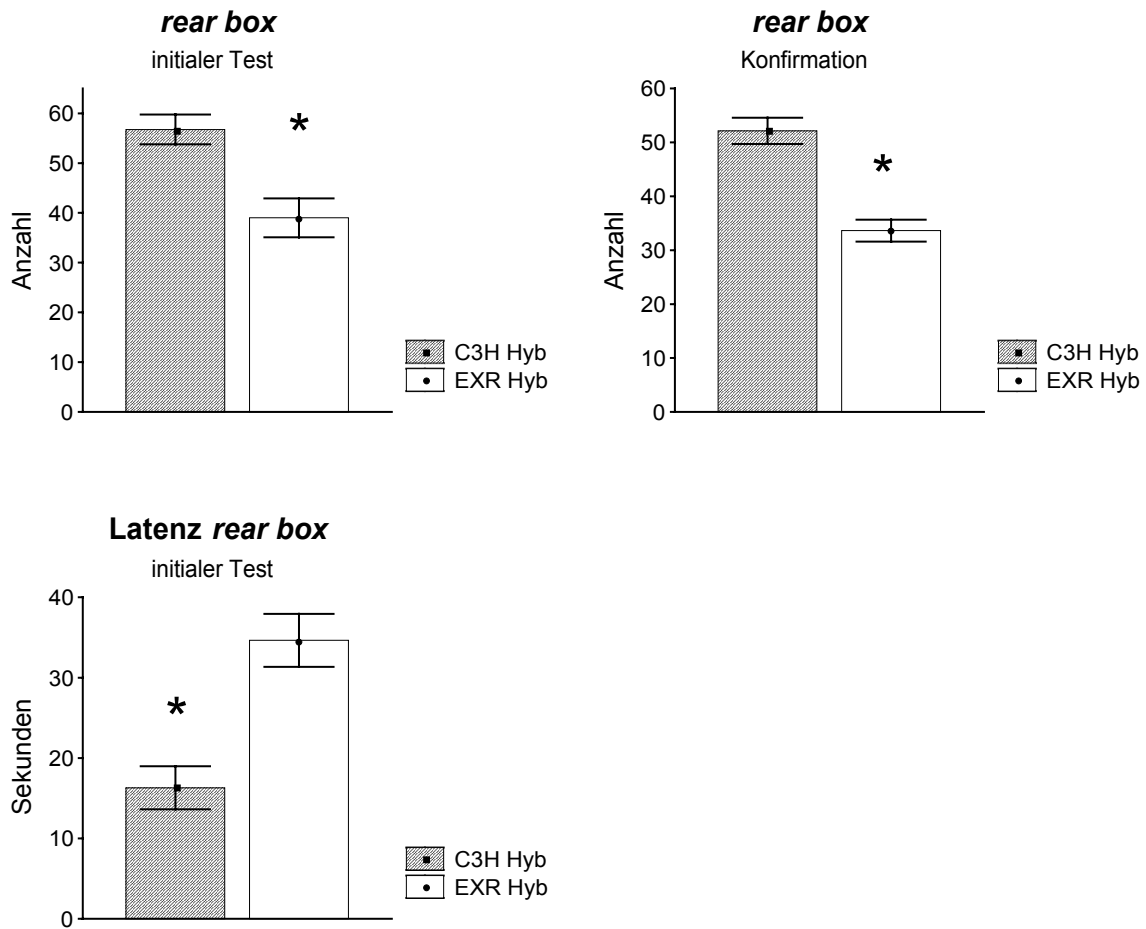 rear box
initialer Test
60
50
40
30
20
10
0
Anzahl
*
C3H Hyb
EXR Hyb
rear box
Konfirmation
60
50
40
30
20
10
0
Anzahl
*
C3H Hyb
EXR Hyb
Latenz rear box
initialer Test
40
30
20
10
0
Sekunden
*
C3H Hyb
EXR Hyb